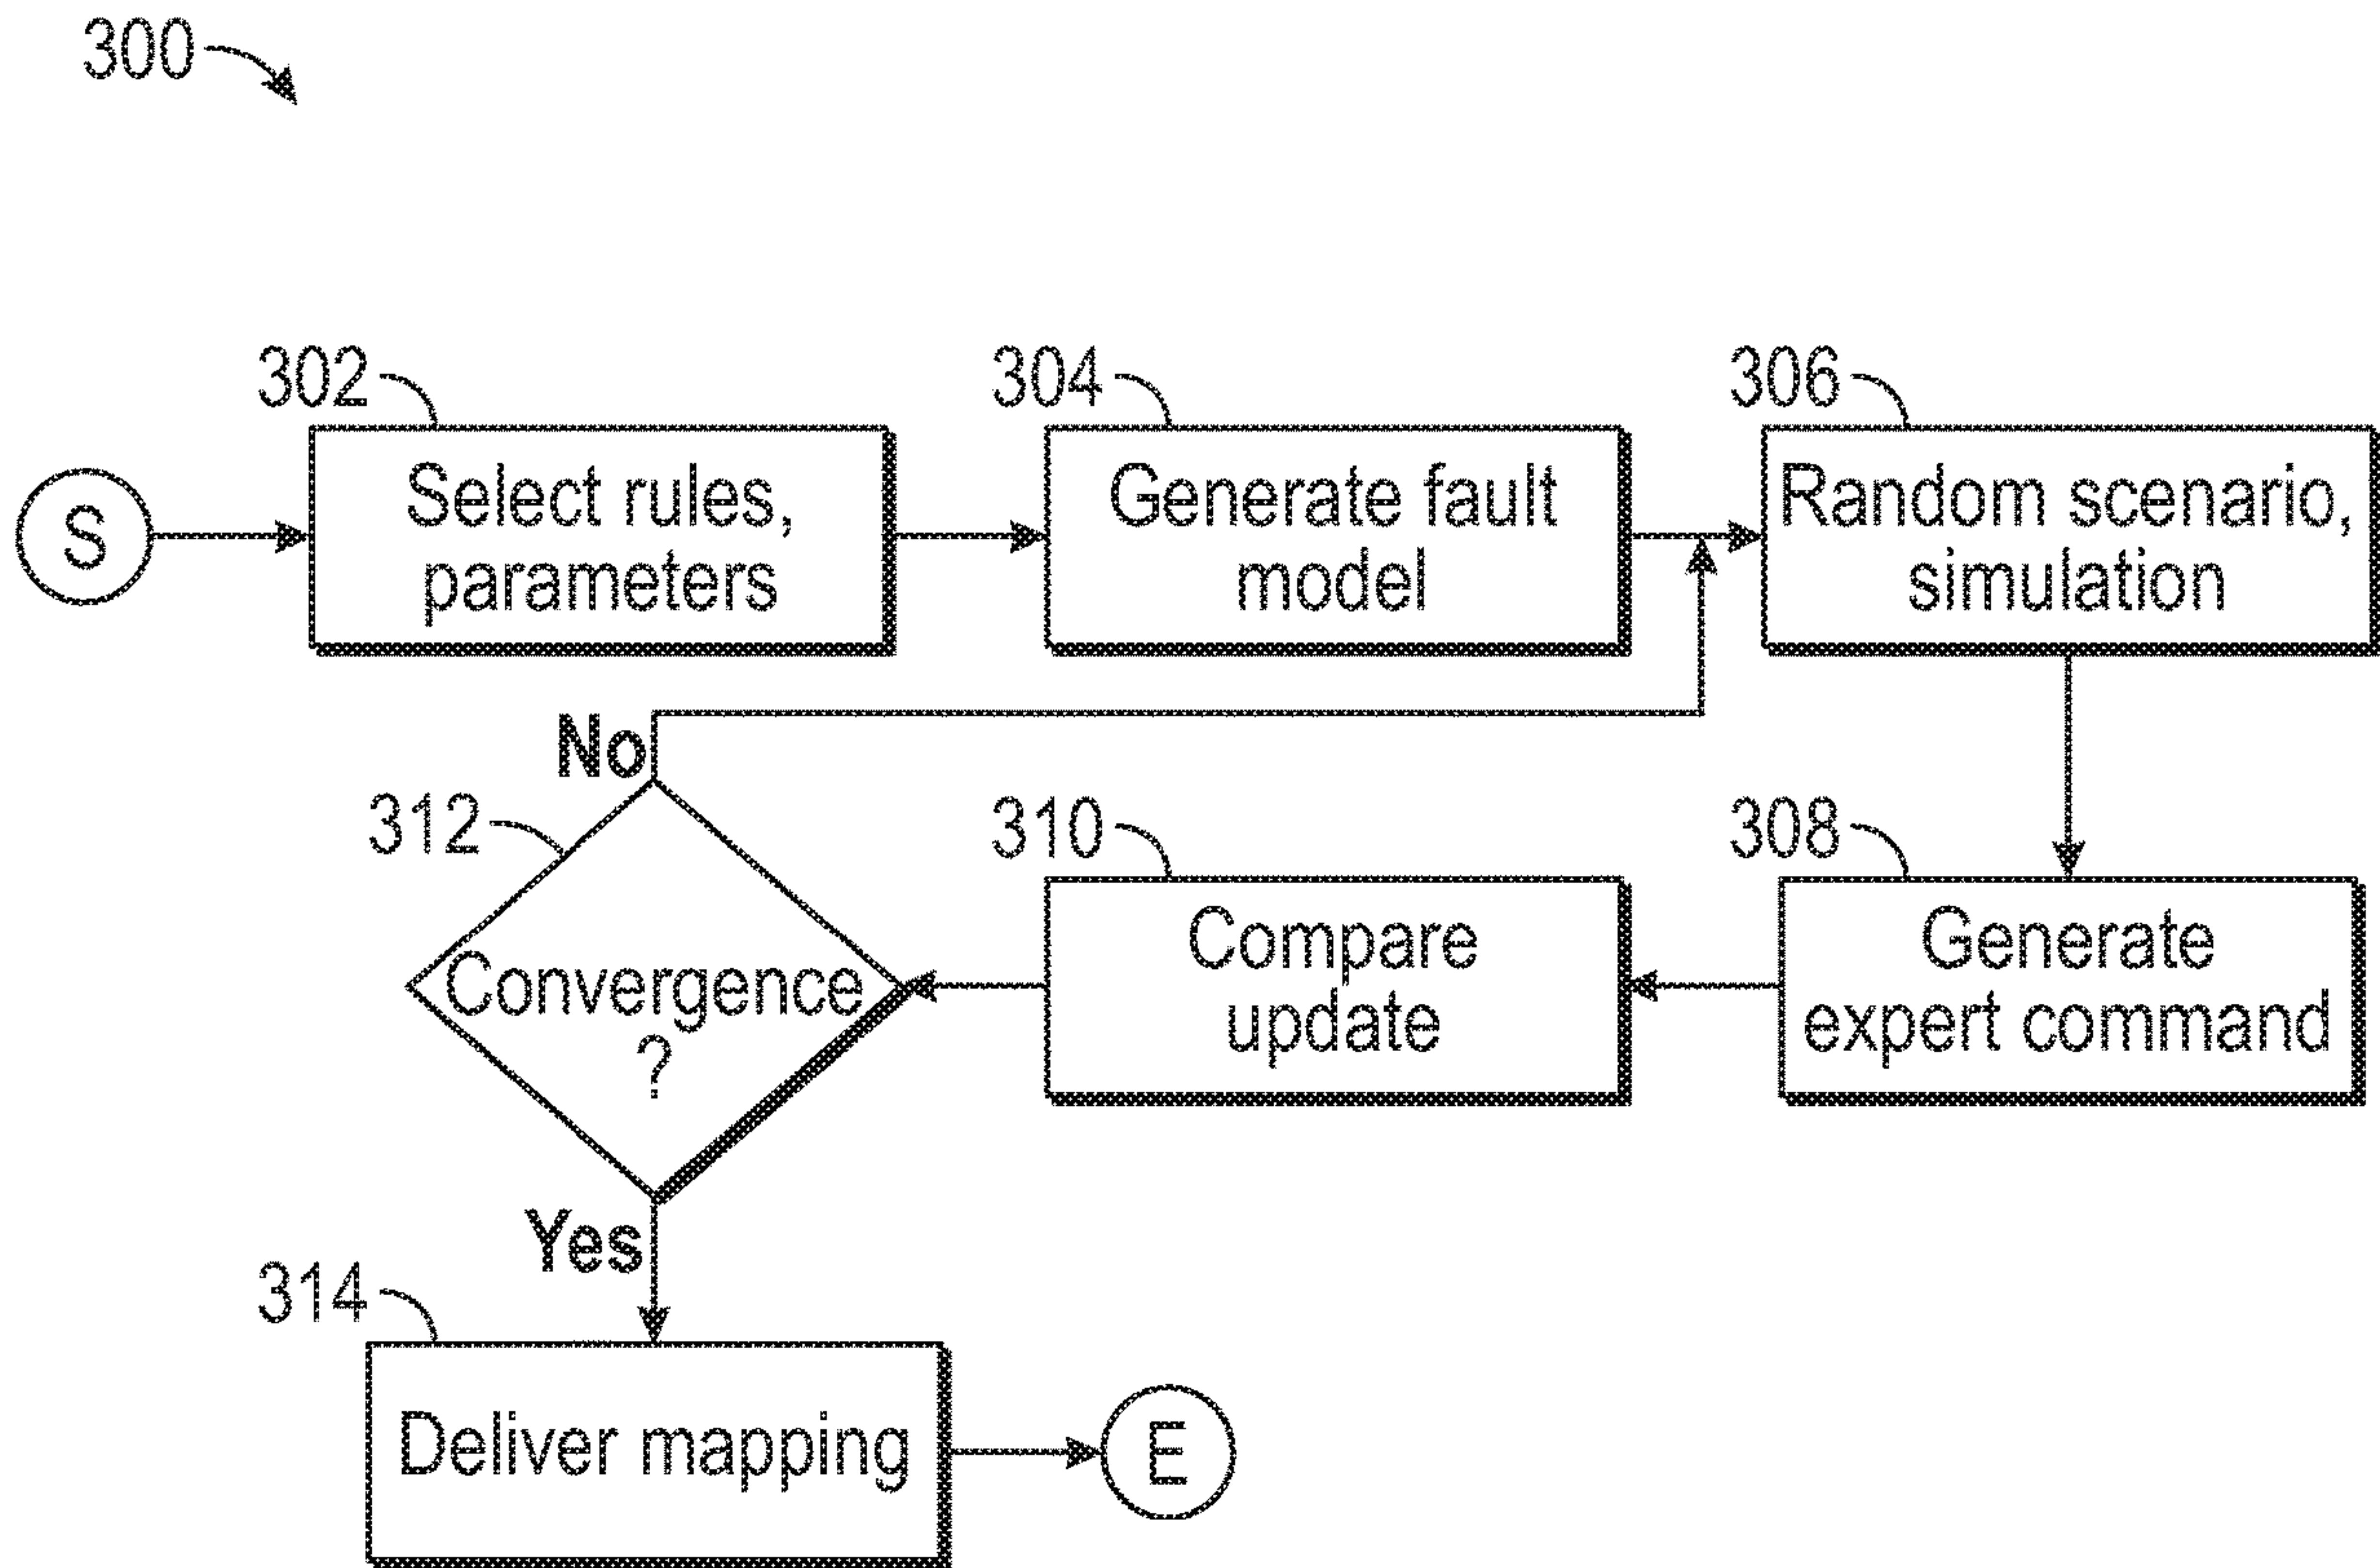 300
302
304
306
S
Select rules,
parameters
Generate fault
model
Random scenario,
simulation
No
312
310
308
Convergence
?
Compare
update
Generate
expert command
Yes
314
Deliver mapping
E